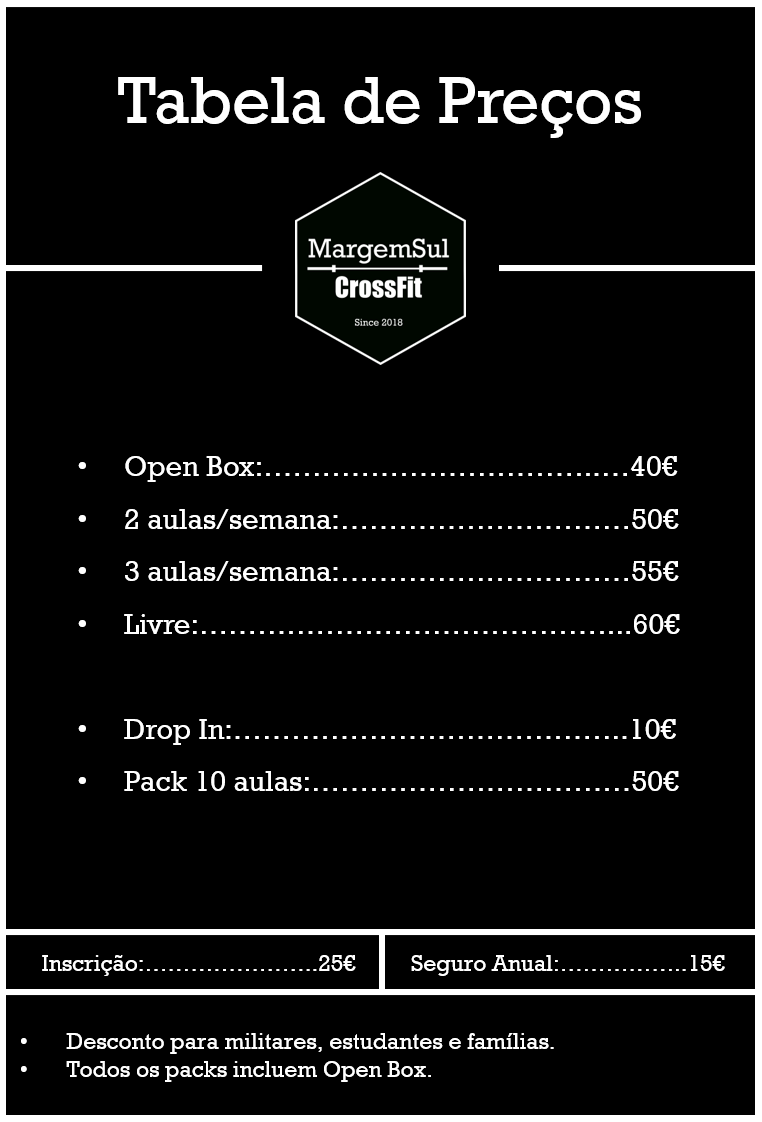 Tabela de Preços
MargemSul
CrossFit
Since 2018
• Open Box:……………………………..…40€
• 2 aulas/semana:…………………………50€
• 3 aulas/semana:…………………………55€
• Livre:……………………………………...60€
• Drop In:…………………………………..10€
• Pack 10 aulas:……………………………50€
Inscrição:………………….25€
Seguro Anual:……………..15€
• Desconto para militares, estudantes e famílias.
• Todos os packs incluem Open Box.